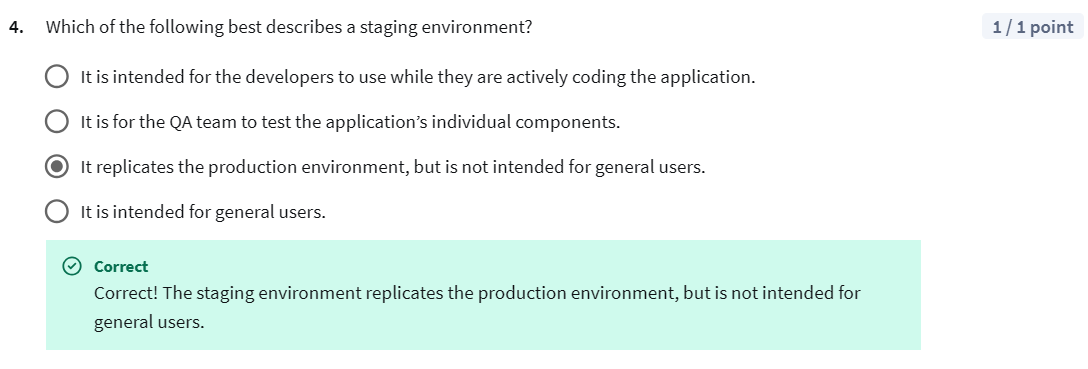 4. Which of the following best describes a staging environment? 1 / 1 point
It is intended for the developers to use while they are actively coding the application.
It is for the QA team to test the application’s individual components.
It replicates the production environment, but is not intended for general users.
It is intended for general users.
Correct
Correct! The staging environment replicates the production environment, but is not intended for
general users.